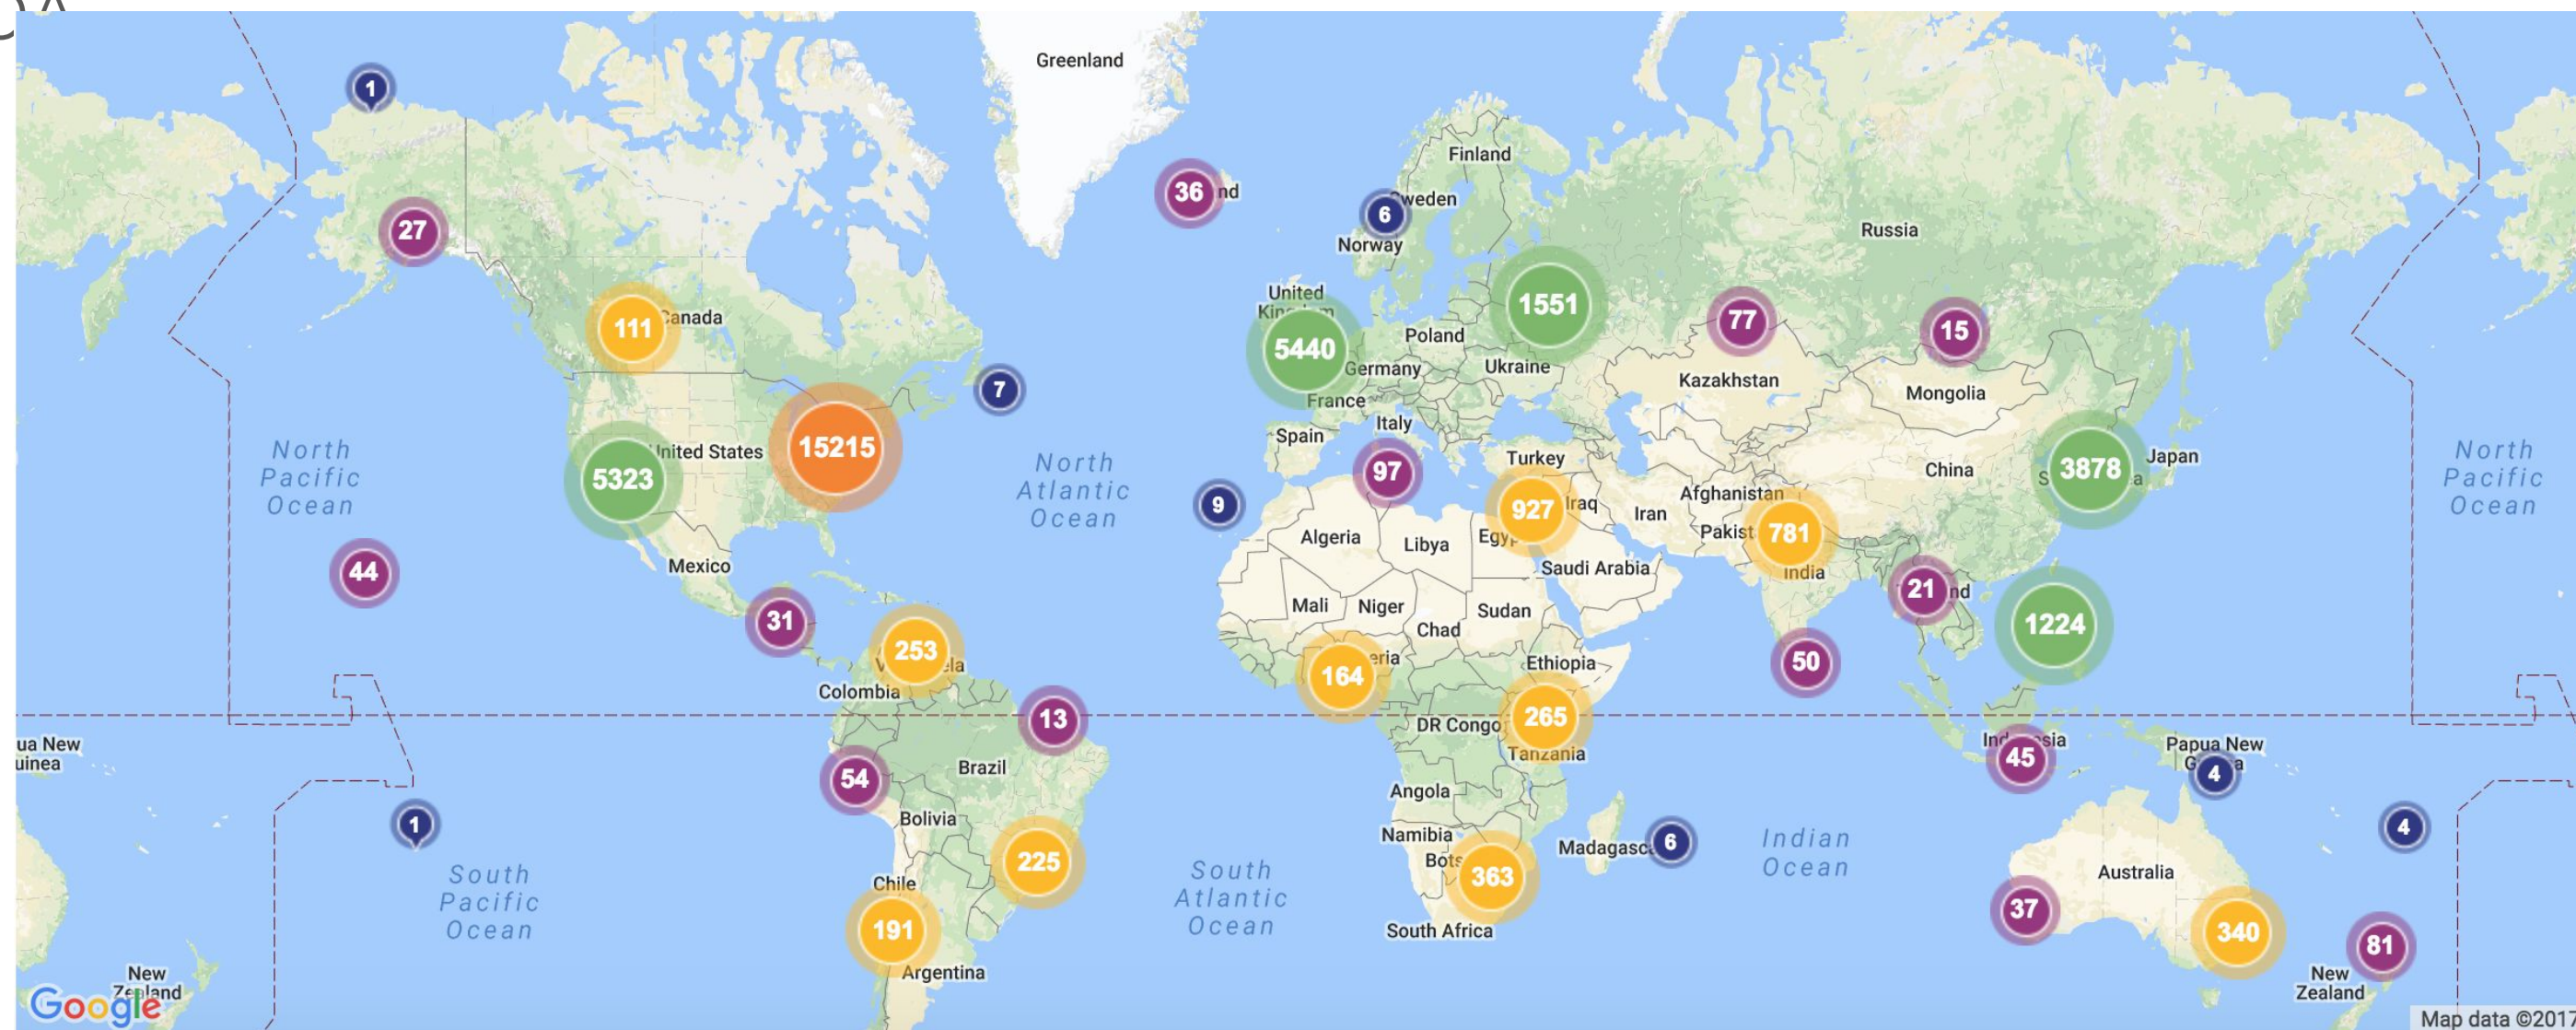 Greenland
1
Finland
36
nd
6
weden
Russia
27
Norway
United
Kingdom
1551
77
15
111
Canada
5440
Poland
Germany
Ukraine
Kazakhstan
Mongolia
7
France
15215
Italy
Spain
North
Pacific
Ocean
United States
5323
North
Atlantic
Ocean
97
Turkey
China
3878
Japan
North
Pacific
Ocean
9
927
Iraq
Iran
Afghanistan
Pakist
781
Algeria
Libya
Egyp
Saudi Arabia
India
44
Mexico
21
nd
Mali
Niger
Sudan
Chad
31
1224
253
Colombia
164
eria
Ethiopia
50
13
DR Congo
265
Tanzania
ua New
uinea
54
Brazil
Indonesia
45
Papua New
4
Angola
1
Bolivia
4
Namibia
Bots
Madagasc
6
Indian
Ocean
225
South
Pacific
Ocean
South
Atlantic
Ocean
Chile
363
Australia
191
South Africa
37
340
81
Argentina
New
Zealand
New
Zealand
Google
Map data ©2017